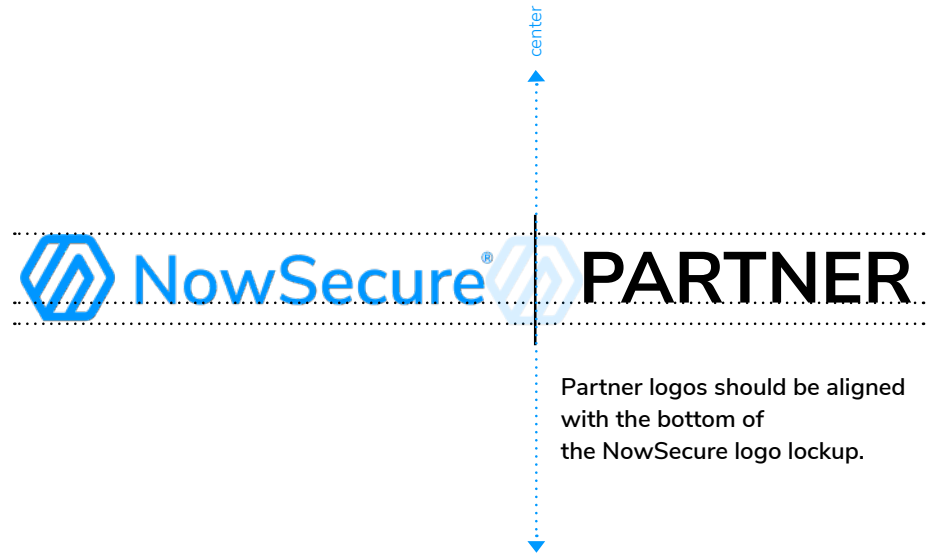 center
NowSecure®
PARTNER
Partner logos should be aligned
with the bottom of
the NowSecure logo lockup.